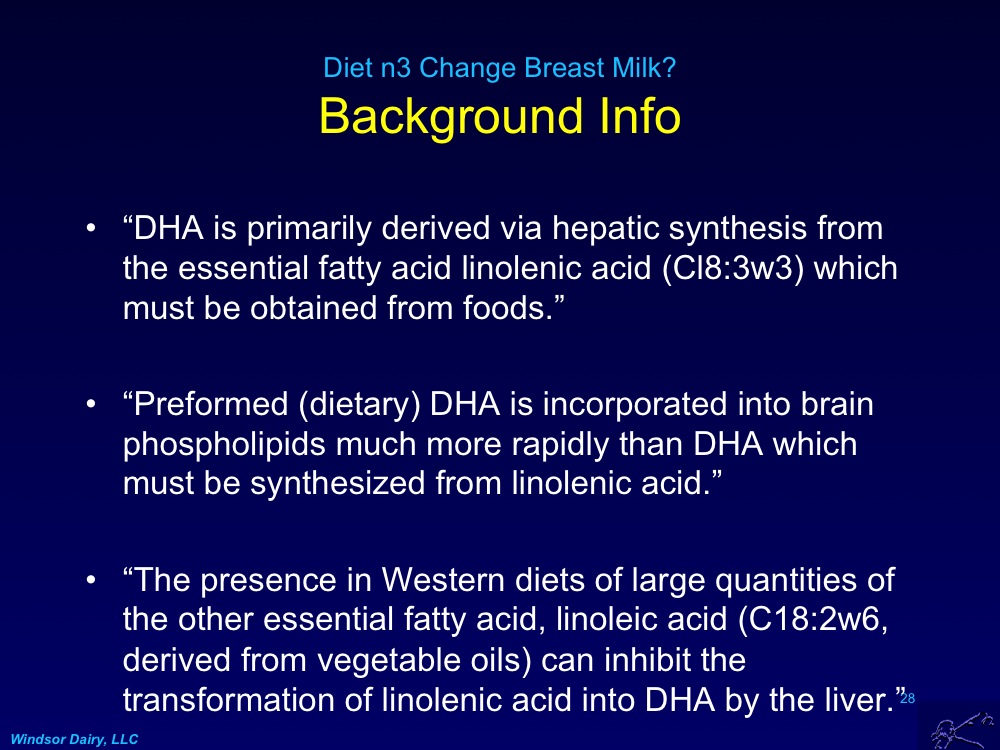 Diet n3 Change Breast Milk?
Background Info
• “DHA is primarily derived via hepatic synthesis from
the essential fatty acid linolenic acid (Cl8:3w3) which
must be obtained from foods.”
• “Preformed (dietary) DHA is incorporated into brain
phospholipids much more rapidly than DHA which
must be synthesized from linolenic acid.”
• “The presence in Western diets of large quantities of
the other essential fatty acid, linoleic acid (C18:2w6,
derived from vegetable oils) can inhibit the
transformation of linolenic acid into DHA by the liver.”
28
Windsor Dairy, LLC